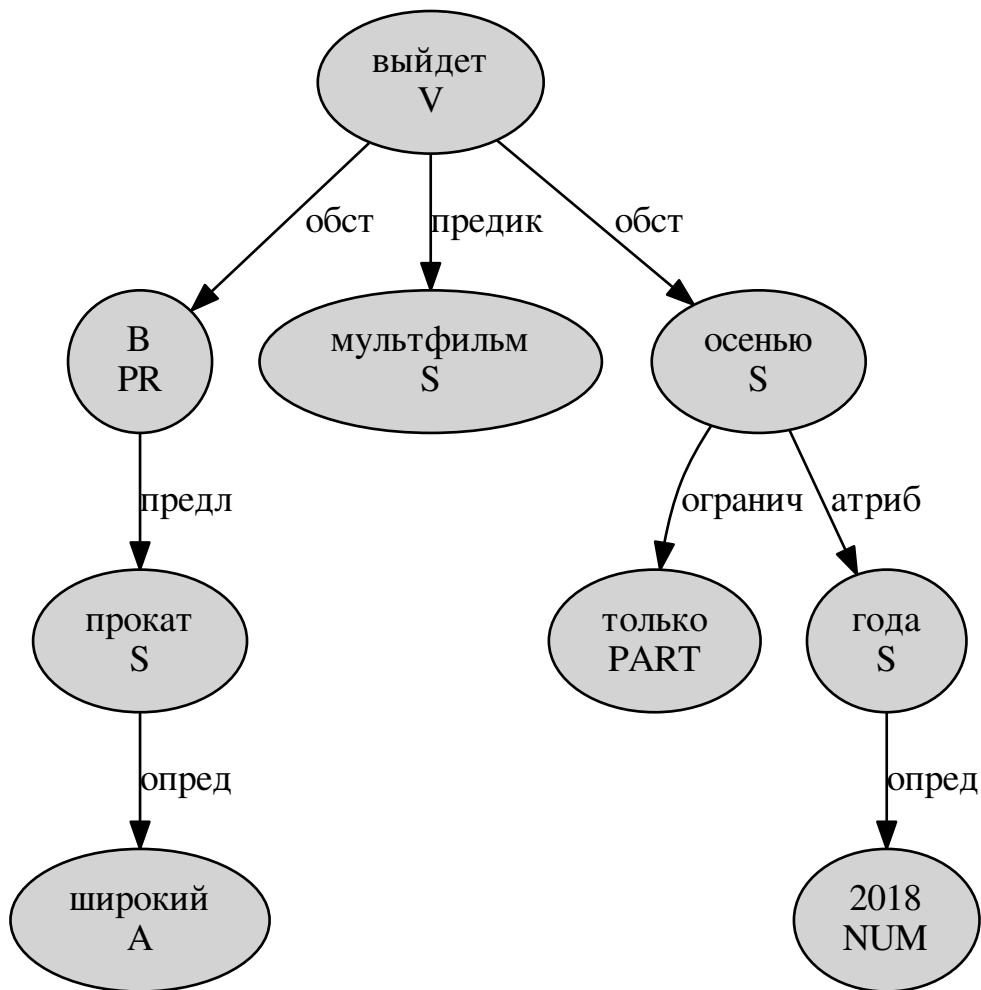 выйдет
V
обст
предик
обст
В
PR
мультфильм
S
осенью
S
предл
огранич
атриб
прокат
S
только
PART
года
S
опред
опред
широкий
A
2018
NUM